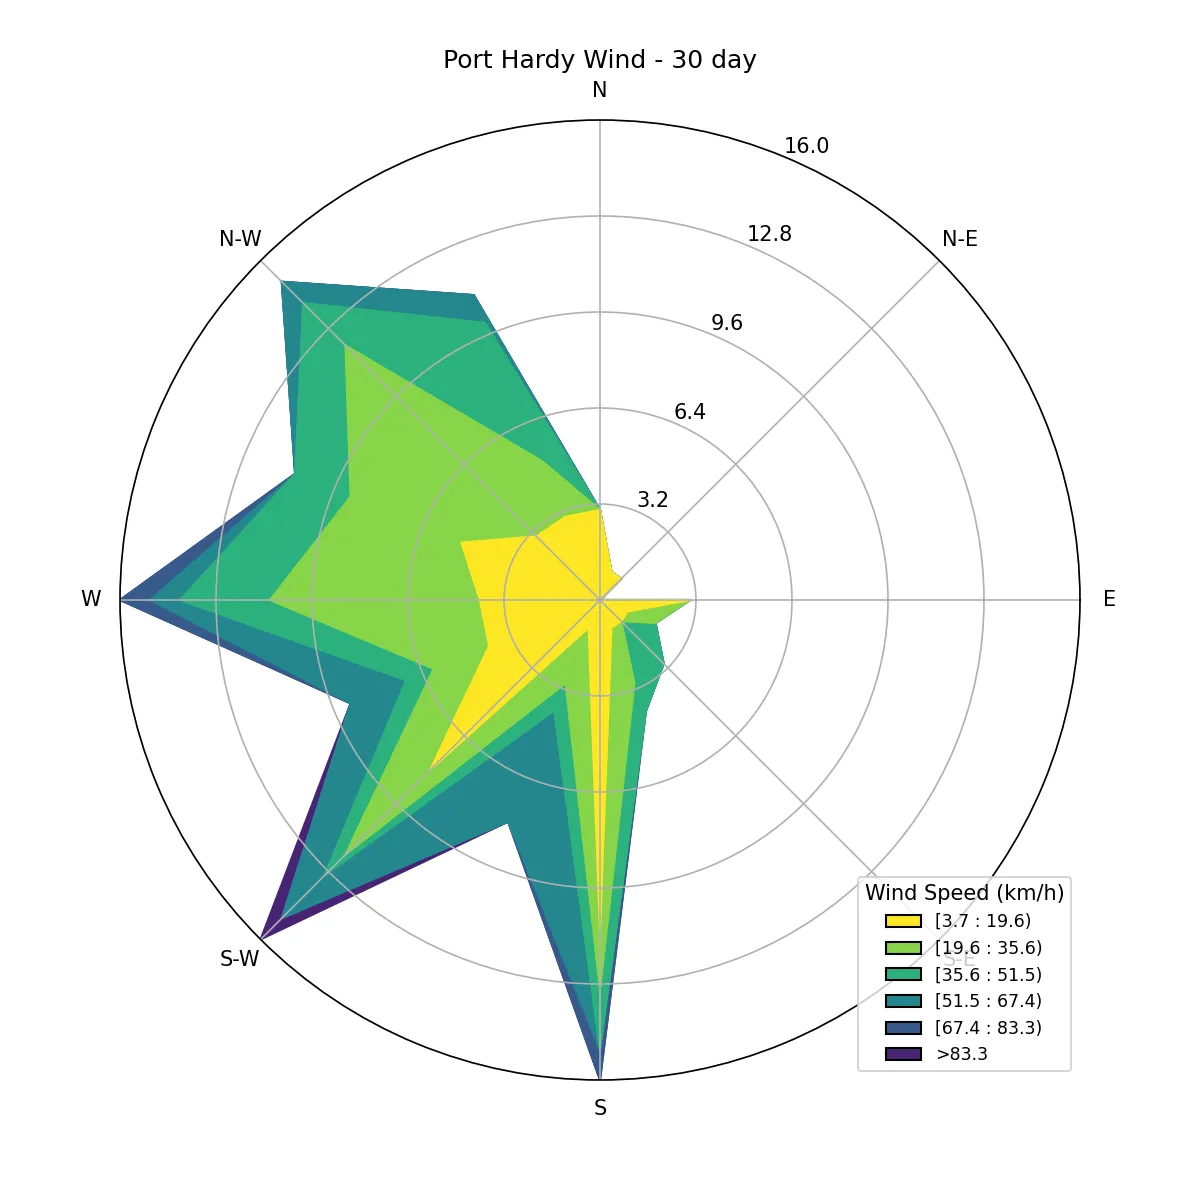 Port Hardy Wind - 30 day
N
16.0
12.8
N-W
N-E
9.6
6.4
3.2
W
E
S-W
S-E
Wind Speed (km/h)
[3.7 : 19.6)
[19.6 : 35.6)
[35.6 : 51.5)
[51.5 : 67.4)
[67.4 : 83.3)
>83.3
S